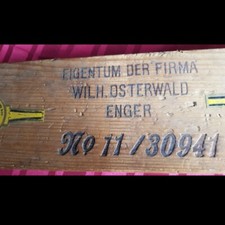 EIGENTUM DER FIRMA
WILH. OSTERWALD
ENGER
No 11/30941